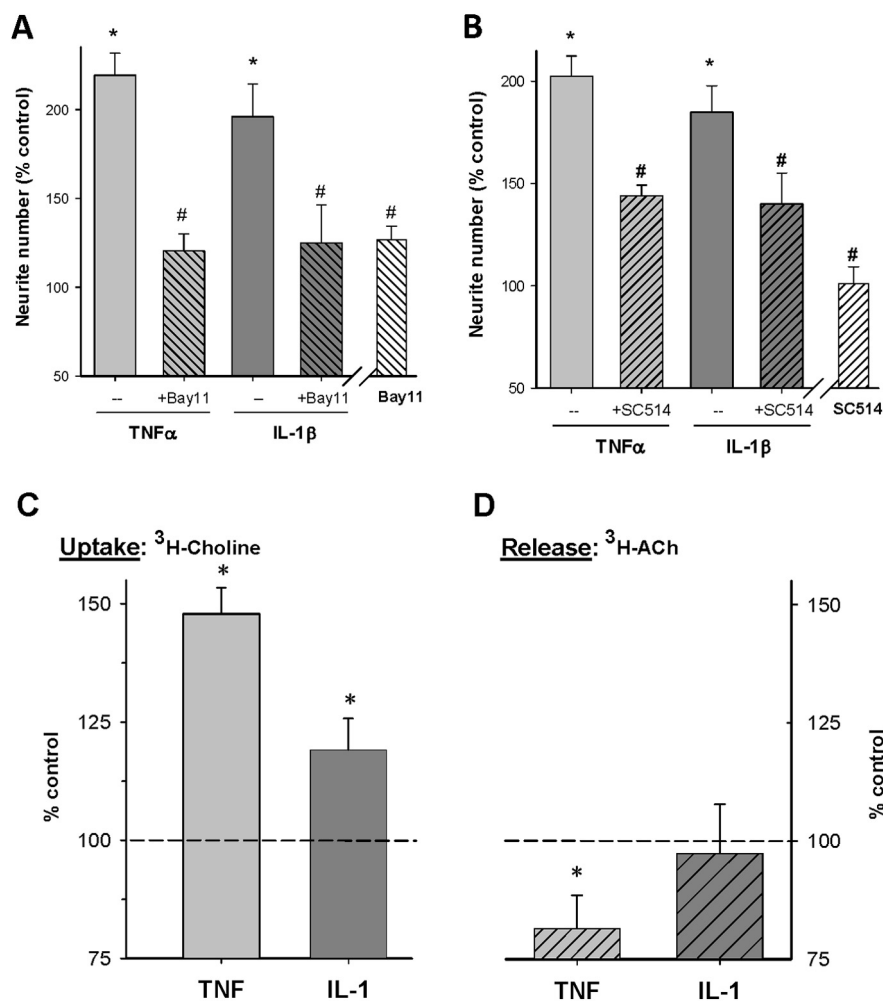 A
Neurite number (% control)
200
150
100
50
*
#
*
#
#
-- +Bay11 – +Bay11 Bay11
TNFα IL-1β
B
Neurite number (% control)
200
150
100
50
*
#
*
#
#
-- +SC514 -- +SC514 SC514
TNFα IL-1β
C
Uptake: ³H-Choline
% control
150
125
100
75
*
*
TNF IL-1
D
Release: ³H-ACh
*
150
125
100
75
% control
TNF IL-1